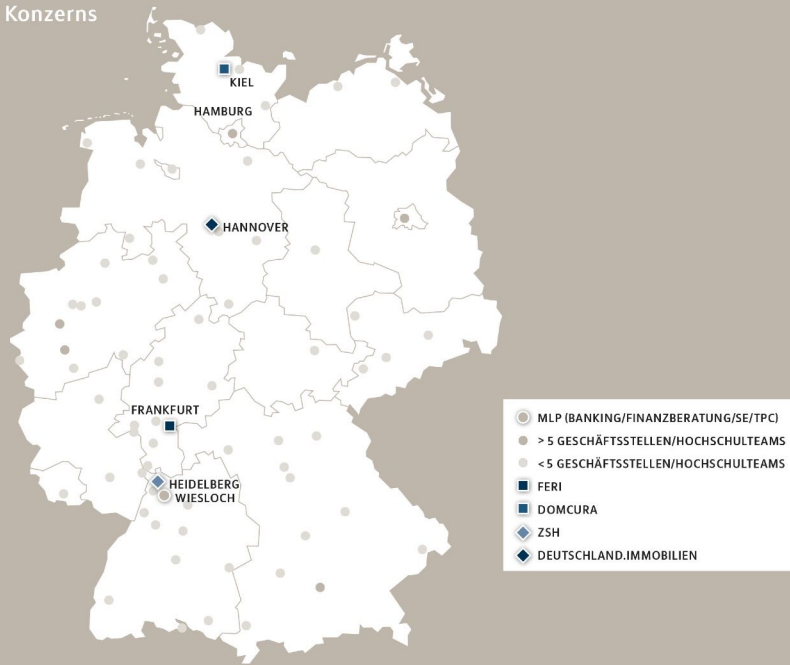 Konzerns
KIEL
HAMBURG
HANNOVER
FRANKFURT
HEIDELBERG
WIESLOCH
MLP (BANKING/FINANZBERATUNG/SE/TPC)
> 5 GESCHÄFTSSTELLEN/HOCHSCHULTEAMS
< 5 GESCHÄFTSSTELLEN/HOCHSCHULTEAMS
FERI
DOMCURA
ZSH
DEUTSCHLAND.IMMOBILIEN